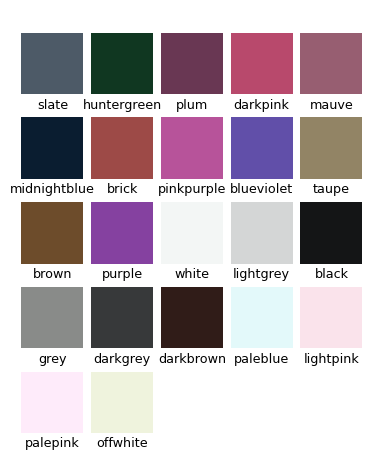 slate huntergreen plum darkpink mauve
midnightblue brick pinkpurple blueviolet taupe
brown purple white lightgrey black
grey darkgrey darkbrown paleblue lightpink
palepink offwhite